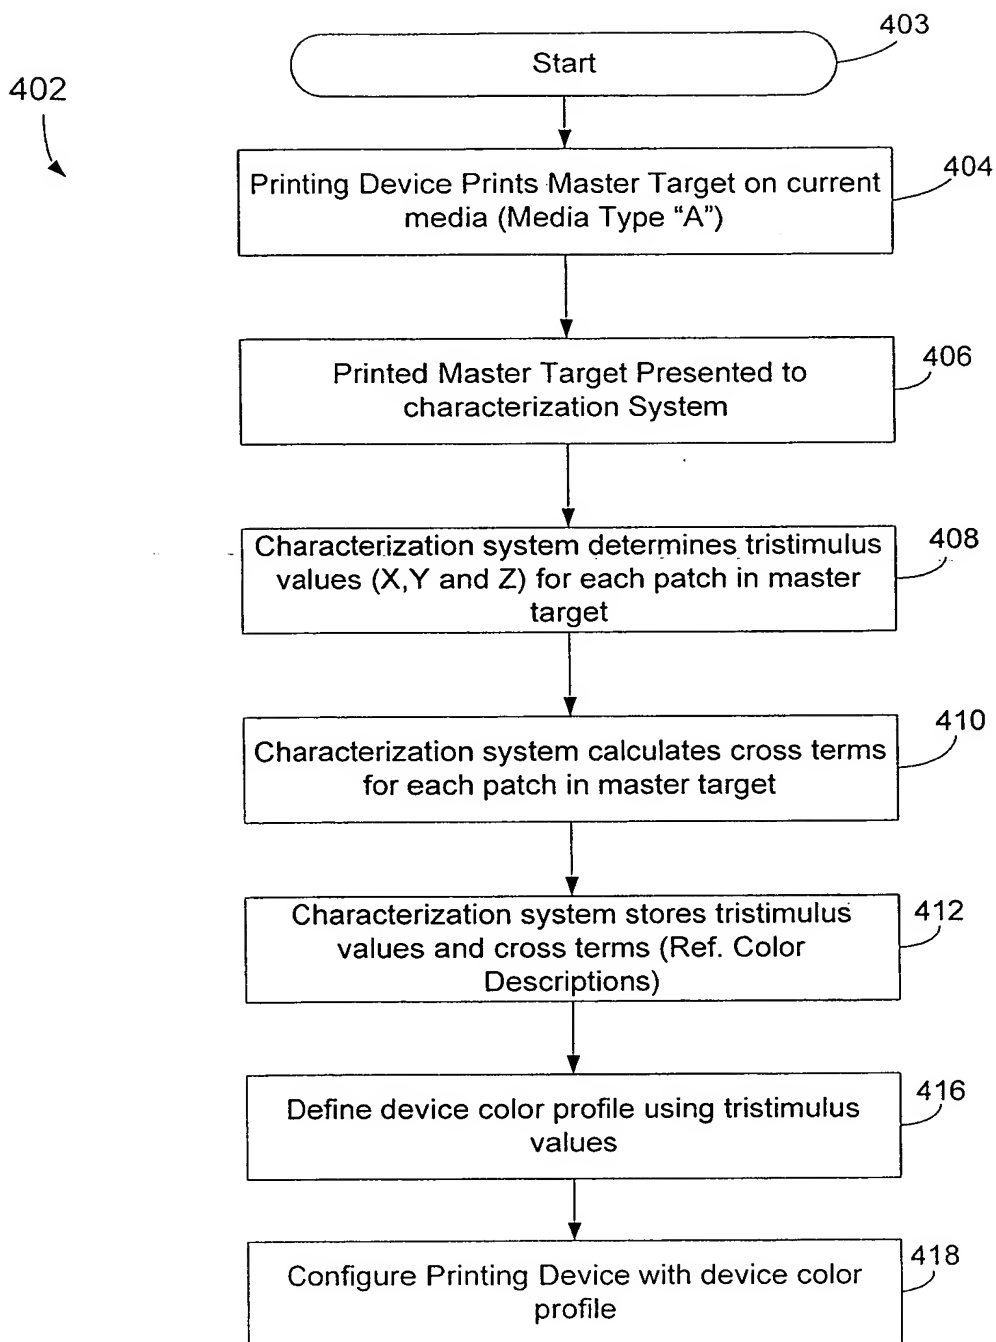 403
Start
402
404
Printing Device Prints Master Target on current
media (Media Type “A”)
406
Printed Master Target Presented to
characterization System
408
Characterization system determines tristimulus
values (X,Y and Z) for each patch in master
target
410
Characterization system calculates cross terms
for each patch in master target
412
Characterization system stores tristimulus
values and cross terms (Ref. Color
Descriptions)
416
Define device color profile using tristimulus
values
418
Configure Printing Device with device color
profile